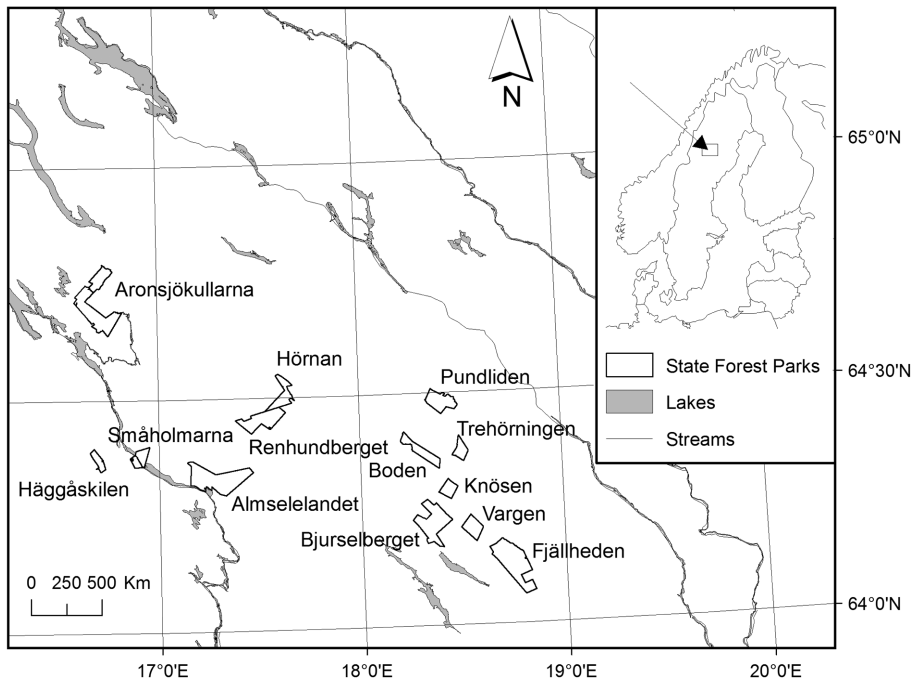 N
65°0'N
Aronsjökullarna
Hörnan
Pundliden
State Forest Parks
64°30'N
Lakes
Streams
Småholmarna
Renhundberget
Trehörningen
Boden
Häggåskilen
Almselelandet
Knösen
Vargen
Bjurselberget
Fjällheden
0 250 500 Km
64°0'N
17°0'E 18°0'E 19°0'E 20°0'E